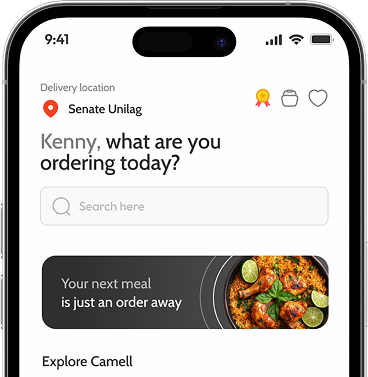 9:41
Delivery location
Senate Unilag
Kenny, what are you
ordering today?
Search here
Your next meal
is just an order away
Explore Camell